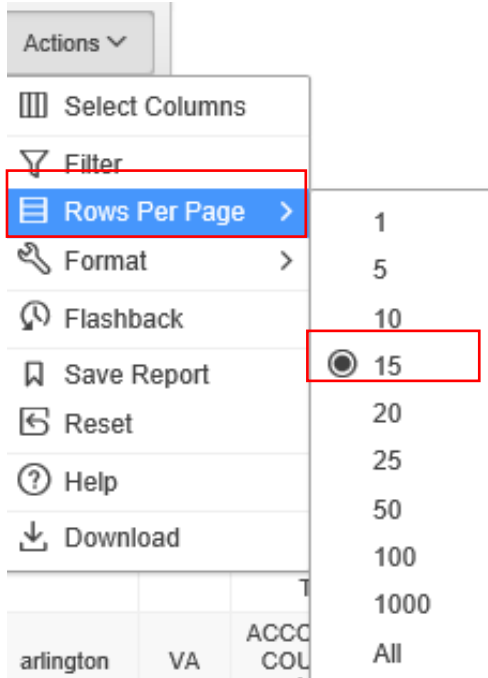 Actions
Select Columns
Filter
Rows Per Page
Format
Flashback
Save Report
Reset
Help
Download
1
5
10
15
20
25
50
100
1000
All
arlington VA